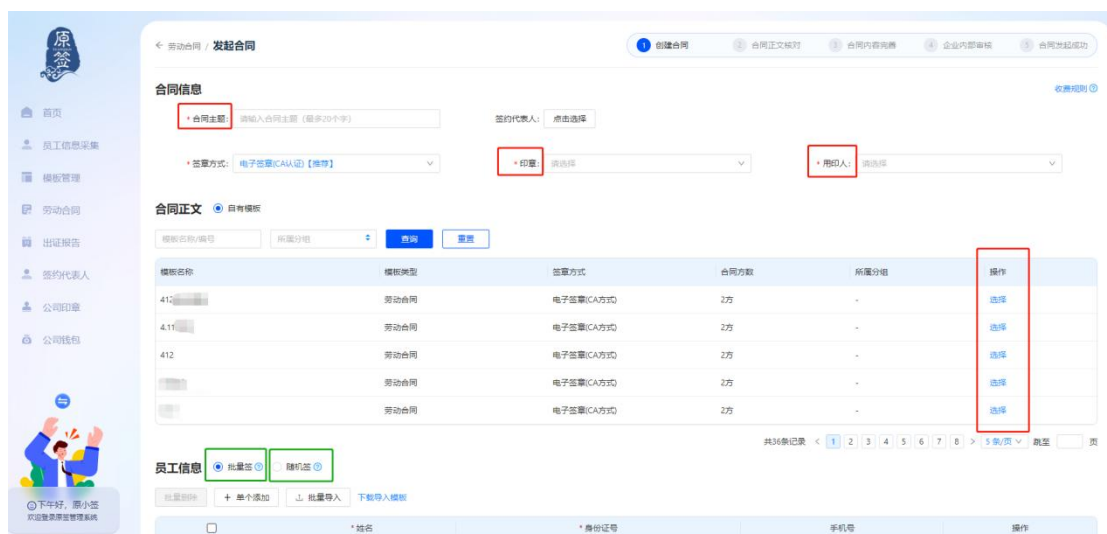 原签
← 劳动合同 / 发起合同
1 创建合同 2 合同正文核对 3 合同内容完善 4 企业内部审核 5 合同发起成功
首页
员工信息采集
模板管理
劳动合同
出证报告
签约代表人
公司印章
公司钱包
下午好，原小签
欢迎登录原签管理系统
合同信息 收费规则
* 合同主题: 请输入合同主题（最多20个字） 签约代表人: 点击选择
* 签章方式: 电子签章(CA认证)【推荐】 * 印章: 请选择 * 用印人: 请选择
合同正文 自有模板
模板名称/编号 所属分组 查询 重置
模板名称 模板类型 签章方式 合同方数 所属分组 操作
412 劳动合同 电子签章(CA方式) 2方 - 选择
4.11 劳动合同 电子签章(CA方式) 2方 - 选择
412 劳动合同 电子签章(CA方式) 2方 - 选择
劳动合同 电子签章(CA方式) 2方 - 选择
劳动合同 电子签章(CA方式) 2方 - 选择
共36条记录 < 1 2 3 4 5 6 7 8 > 5 条/页 跳至 页
员工信息 批量签 随机签
批量删除 + 单个添加 批量导入 下载导入模板
* 姓名 * 身份证号 手机号 操作